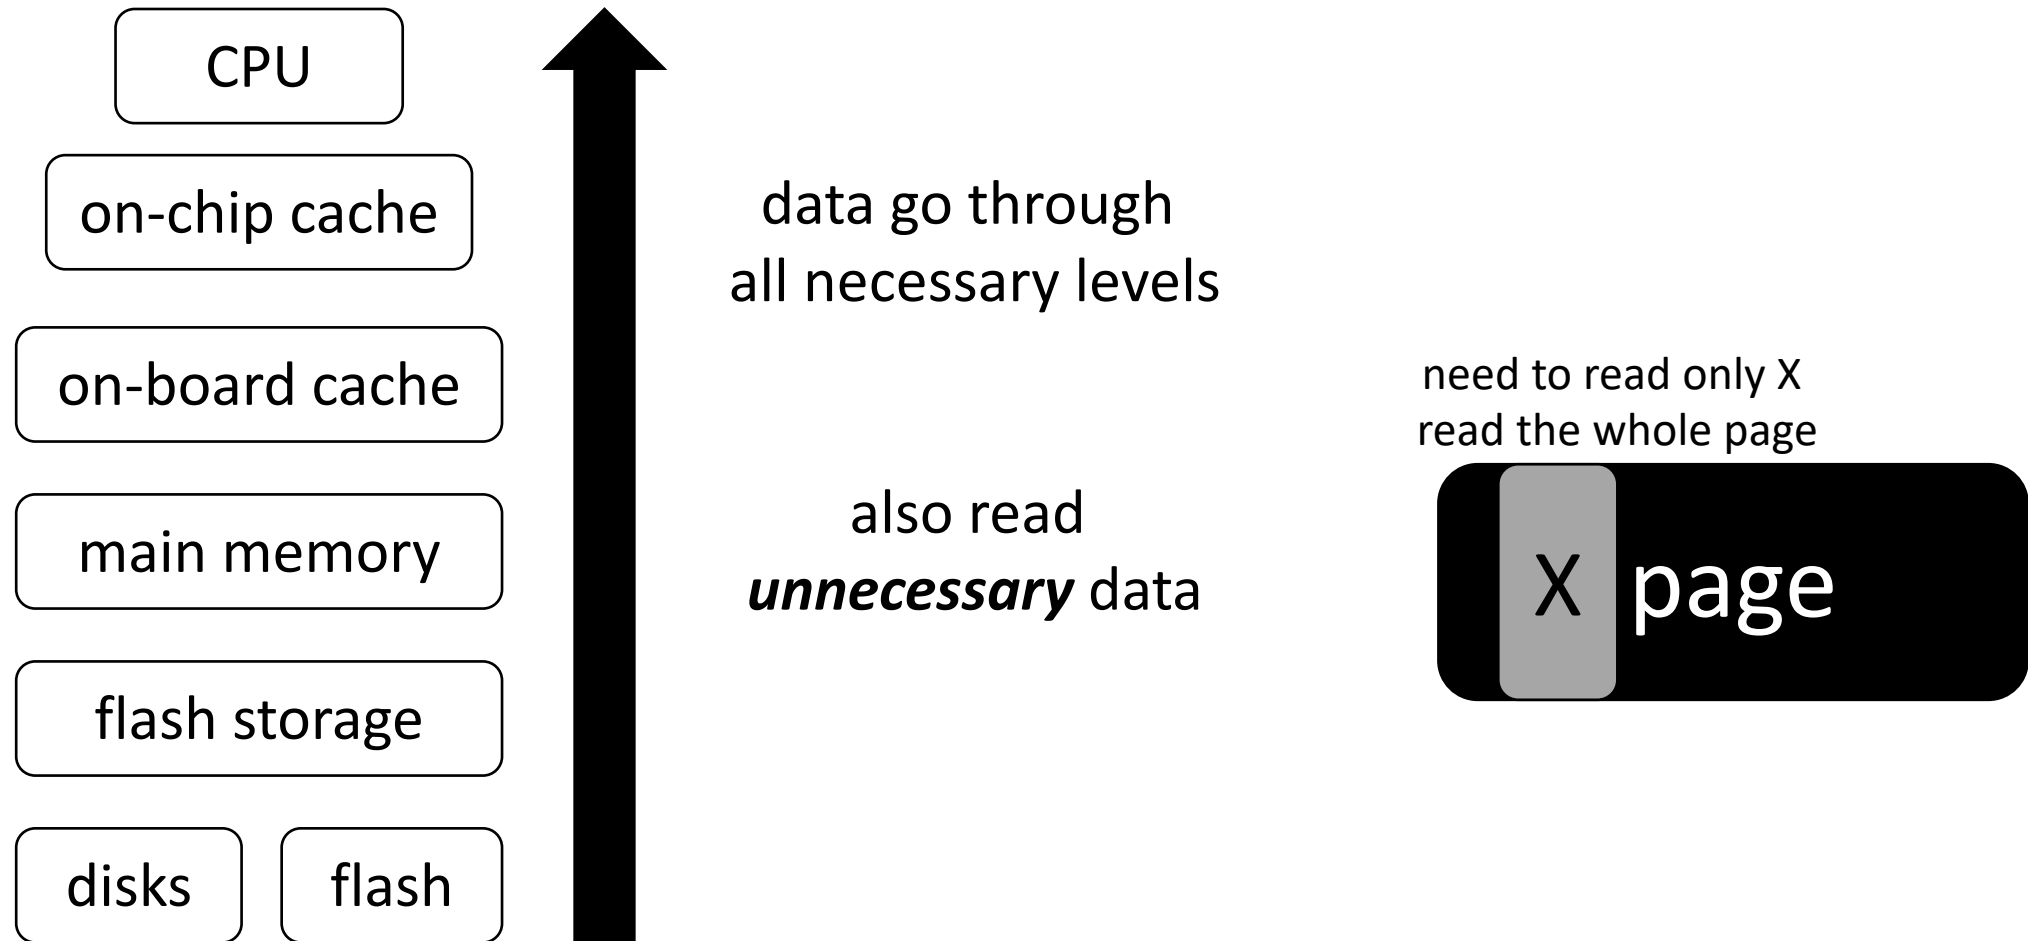 CPU
on-chip cache
on-board cache
main memory
flash storage
disks
flash
data go through
all necessary levels
also read
unnecessary data
need to read only X
read the whole page
X
page